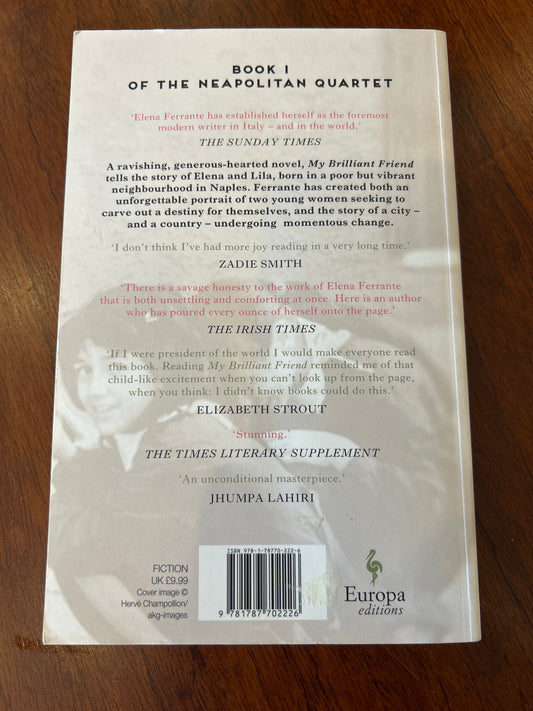 BOOK I
OF THE NEAPOLITAN QUARTET
‘Elena Ferrante has established herself as the foremost
modern writer in Italy – and in the world.’
THE SUNDAY TIMES
A ravishing, generous-hearted novel, My Brilliant Friend
tells the story of Elena and Lila, born in a poor but vibrant
neighbourhood in Naples. Ferrante has created both an
unforgettable portrait of two young women seeking to
carve out a destiny for themselves, and the story of a city –
and a country – undergoing momentous change.
‘I don’t think I’ve had more joy reading in a very long time.’
ZADIE SMITH
‘There is a savage honesty to the work of Elena Ferrante
that is both unsettling and comforting at once. Here is an author
who has poured every ounce of herself onto the page.’
THE IRISH TIMES
‘If I were president of the world I would make everyone read
this book. Reading My Brilliant Friend reminded me of that
child-like excitement when you can’t look up from the page,
when you think: I didn’t know books could do this.’
ELIZABETH STROUT
‘Stunning.’
THE TIMES LITERARY SUPPLEMENT
‘An unconditional masterpiece.’
JHUMPA LAHIRI
FICTION
UK £9.99
Cover image ©
Hervé Champollion/
akg-images
ISBN 978-1-78770-222-6
9 781787 702226
Europa
editions